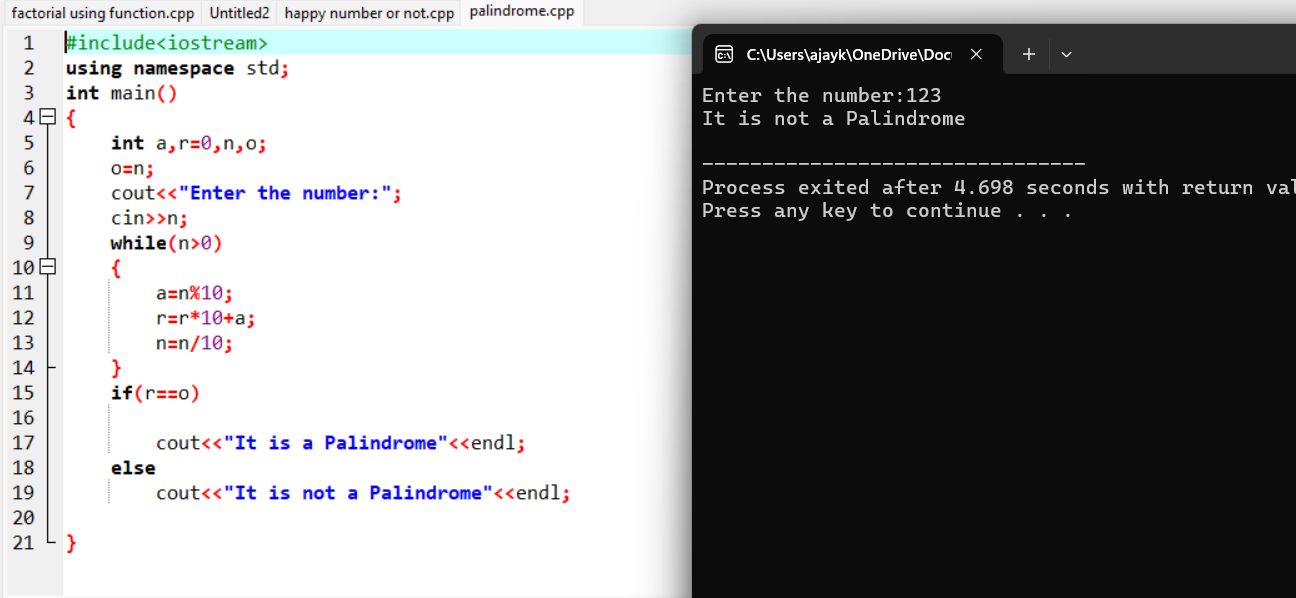 factorial using function.cpp Untitled2 happy number or not.cpp palindrome.cpp
1 #include<iostream>
2 using namespace std;
3 int main()
4 {
5 int a,r=0,n,o;
6 o=n;
7 cout<<"Enter the number:";
8 cin>>n;
9 while(n>0)
10 {
11 a=n%10;
12 r=r*10+a;
13 n=n/10;
14 }
15 if(r==o)
16
17 cout<<"It is a Palindrome"<<endl;
18 else
19 cout<<"It is not a Palindrome"<<endl;
20
21 }
C:\Users\ajayk\OneDrive\Doc
Enter the number:123
It is not a Palindrome
--------------------------------
Process exited after 4.698 seconds with return val
Press any key to continue . . .